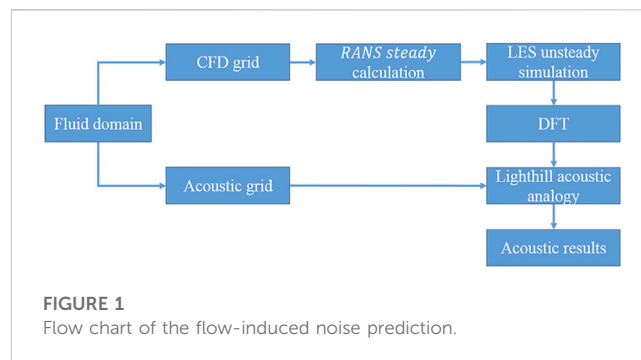 CFD grid
RANS steady
calculation
LES unsteady
simulation
Fluid domain
DFT
Acoustic grid
Lighthill acoustic
analogy
Acoustic results
FIGURE 1
Flow chart of the flow-induced noise prediction.